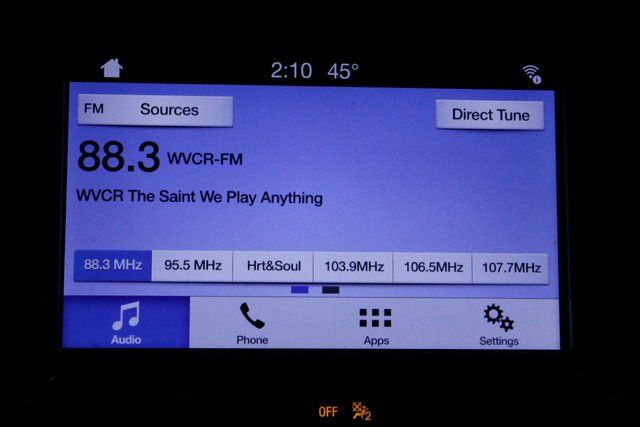 2:10 45°
FM Sources
Direct Tune
88.3 WVCR-FM
WVCR The Saint We Play Anything
88.3 MHz 95.5 MHz Hrt&Soul 103.9MHz 106.5MHz 107.7MHz
Audio Phone Apps Settings
OFF 2